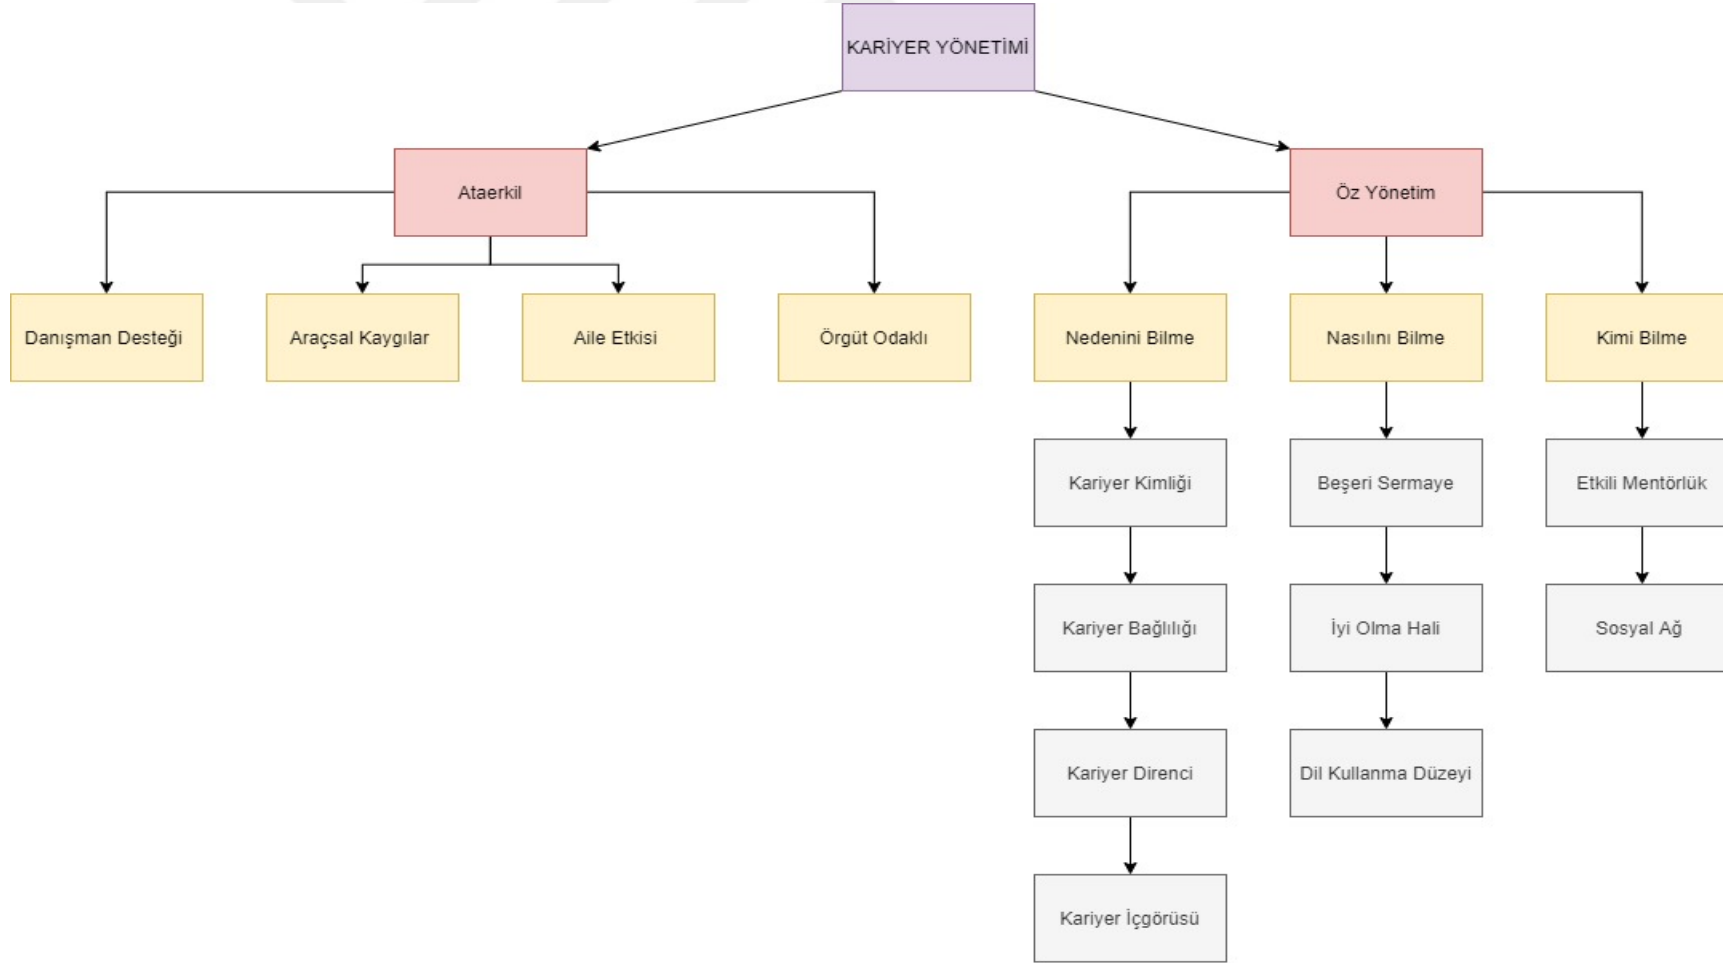 KARİYER YÖNETİMİ
Ataerkil
Öz Yönetim
Danışman Desteği
Araçsal Kaygılar
Aile Etkisi
Örgüt Odaklı
Nedenini Bilme
Nasılını Bilme
Kimi Bilme
Kariyer Kimliği
Beşeri Sermaye
Etkili Mentörlük
Kariyer Bağlılığı
İyi Olma Hali
Sosyal Ağ
Kariyer Direnci
Dil Kullanma Düzeyi
Kariyer İçgörüsü